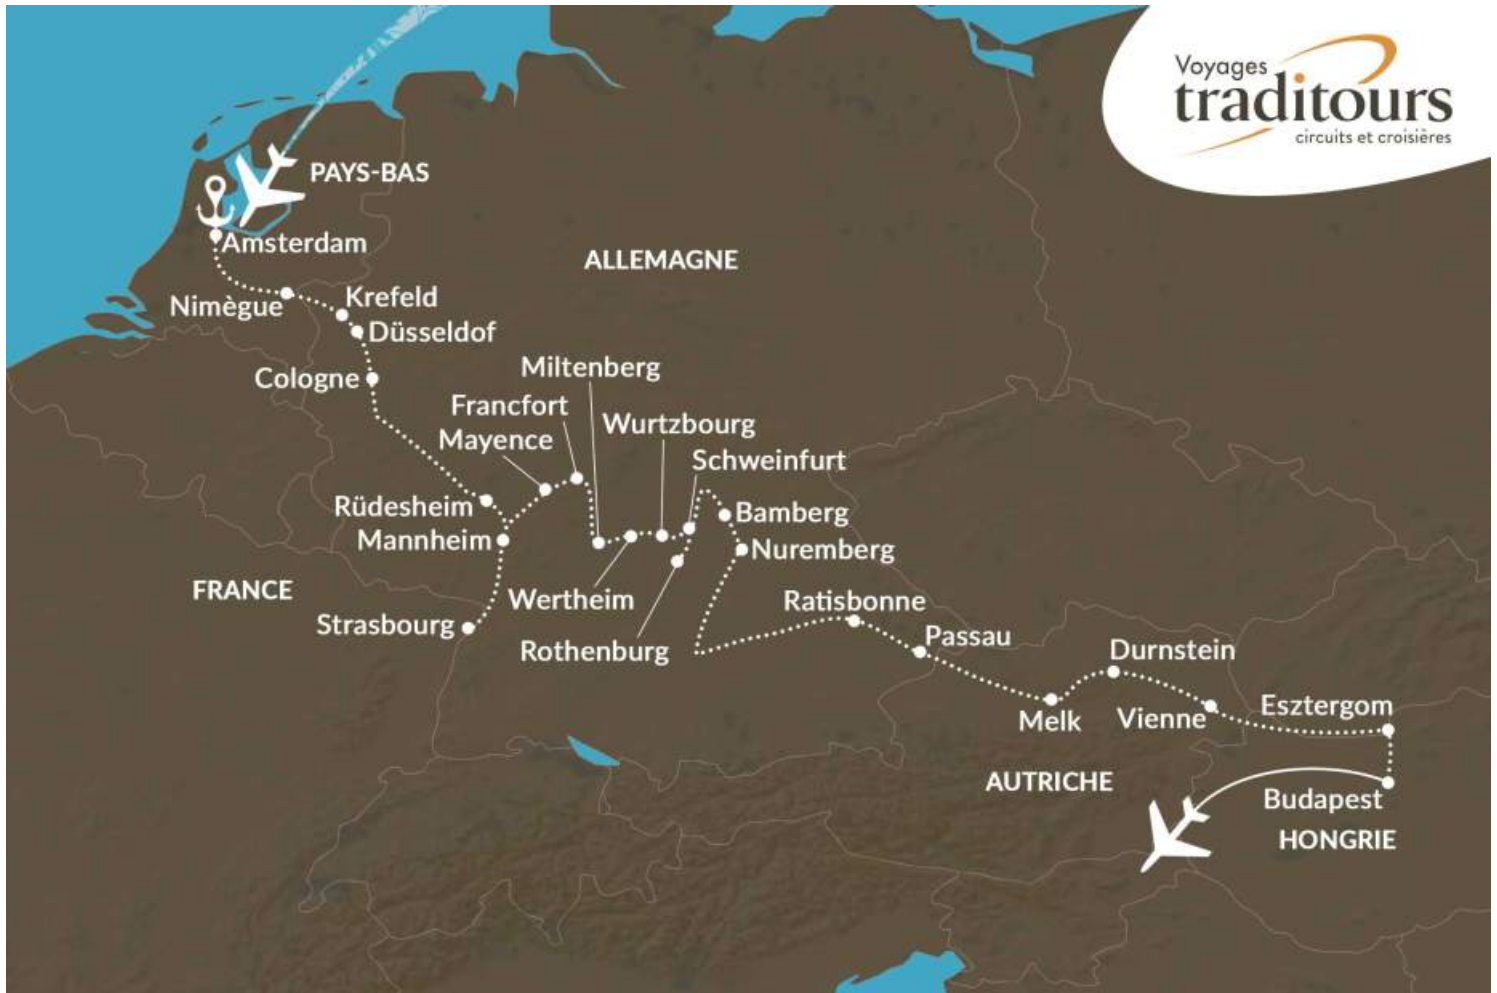 Voyages
traditours
circuits et croisières
PAYS-BAS
Amsterdam
ALLEMAGNE
Nimègue
Krefeld
Düsseldof
Cologne
Miltenberg
Francfort
Wurtzbourg
Mayence
Schweinfurt
Rüdesheim
Bamberg
Mannheim
Nuremberg
FRANCE
Wertheim
Ratisbonne
Strasbourg
Rothenburg
Passau
Durnstein
Melk
Vienne
Esztergom
AUTRICHE
Budapest
HONGRIE